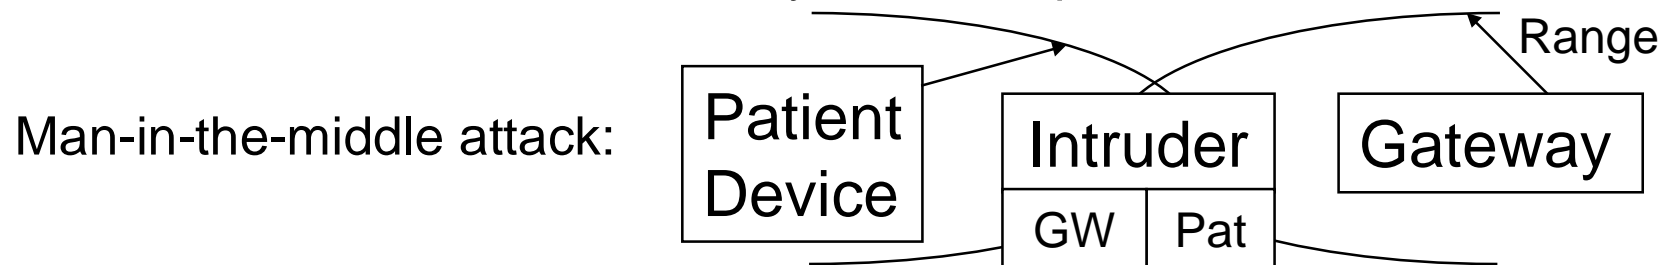 Man-in-the-middle attack:
Patient
Device
Intruder
GW
Pat
Gateway
Range